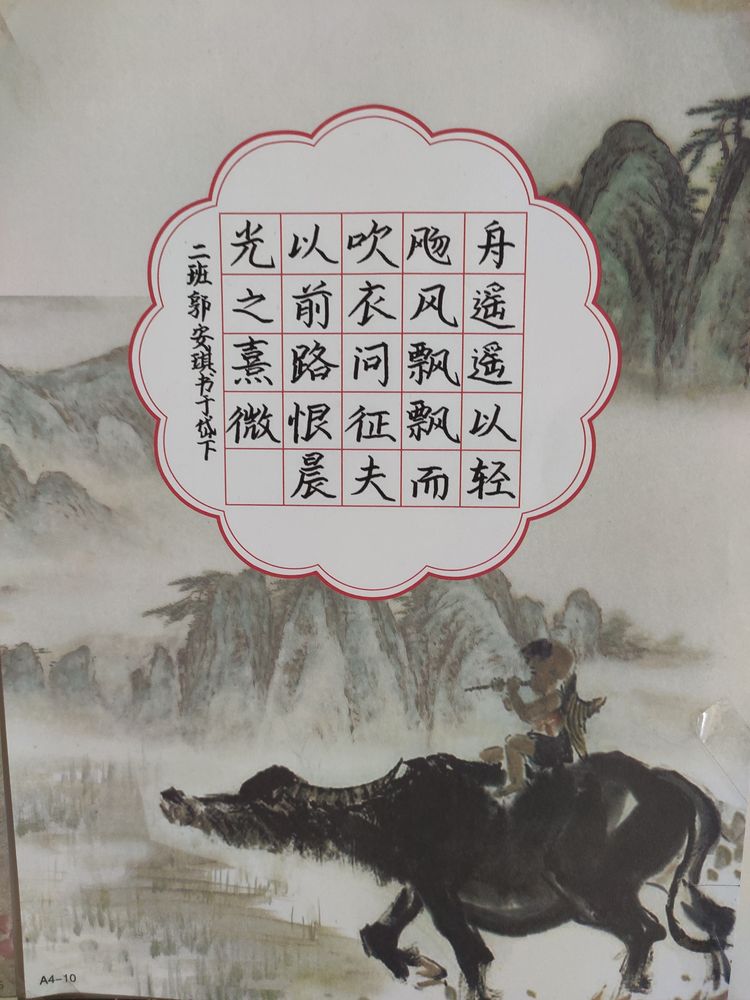 舟遥遥以轻
飏风飘飘而
吹衣问征夫
以前路恨晨
光之熹微
二班郭安琪书于岱下
A4-10